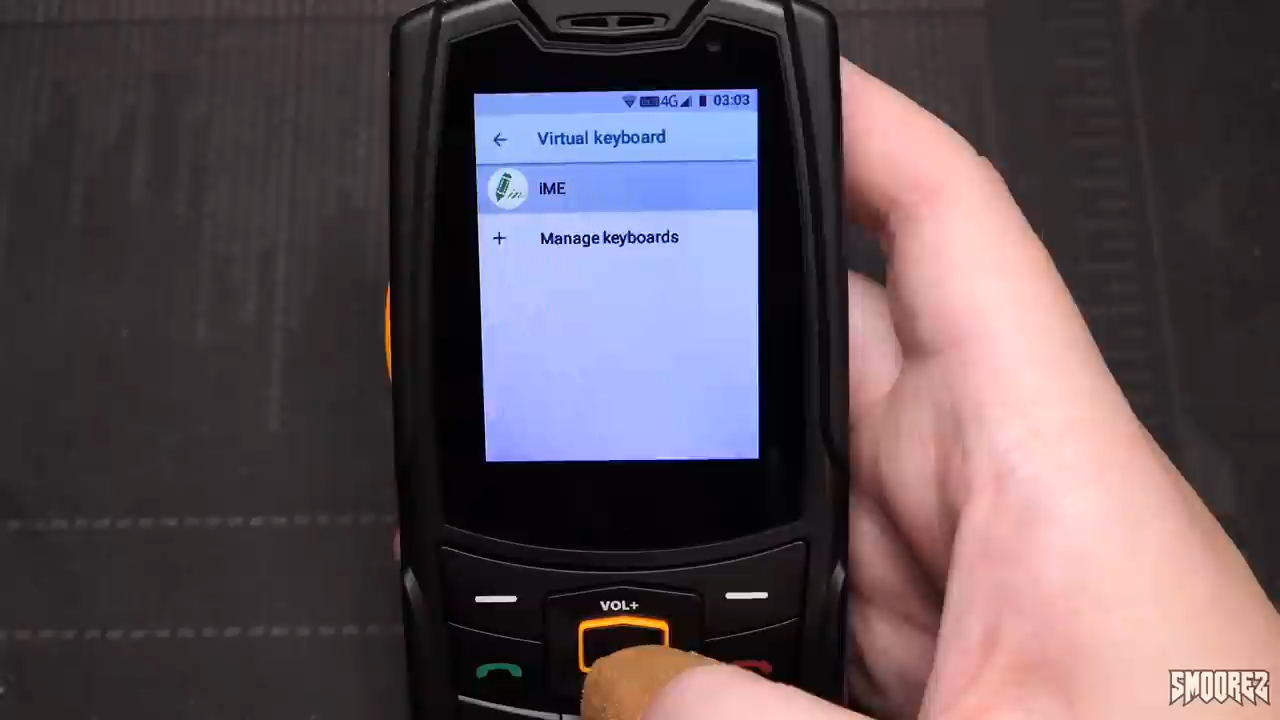 4G 03:03
Virtual keyboard
iME
Manage keyboards
VOL+
SMOOREZ